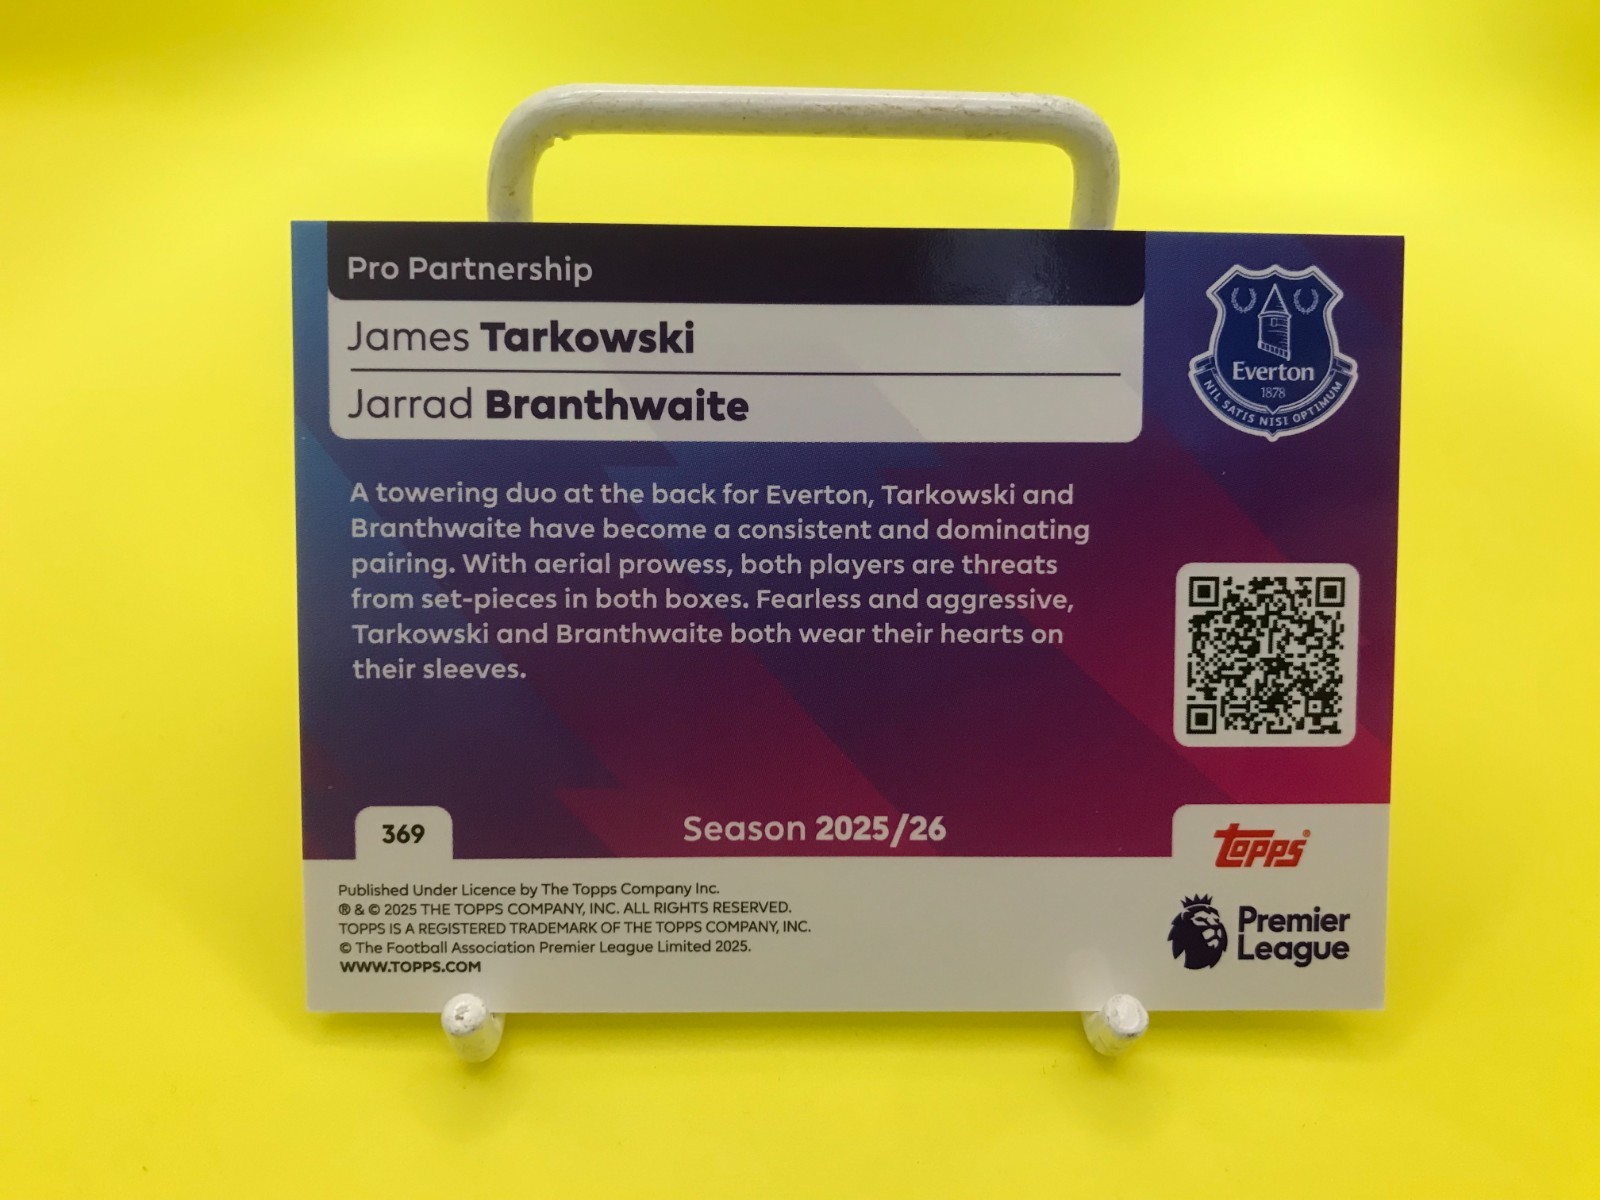 Pro Partnership
James Tarkowski
Jarrad Branthwaite
Everton
1878
NIL SATIS NISI OPTIMUM
A towering duo at the back for Everton, Tarkowski and
Branthwaite have become a consistent and dominating
pairing. With aerial prowess, both players are threats
from set-pieces in both boxes. Fearless and aggressive,
Tarkowski and Branthwaite both wear their hearts on
their sleeves.
369
Season 2025/26
Topps®
Published Under Licence by The Topps Company Inc.
® & © 2025 THE TOPPS COMPANY, INC. ALL RIGHTS RESERVED.
TOPPS IS A REGISTERED TRADEMARK OF THE TOPPS COMPANY, INC.
© The Football Association Premier League Limited 2025.
WWW.TOPPS.COM
Premier
League